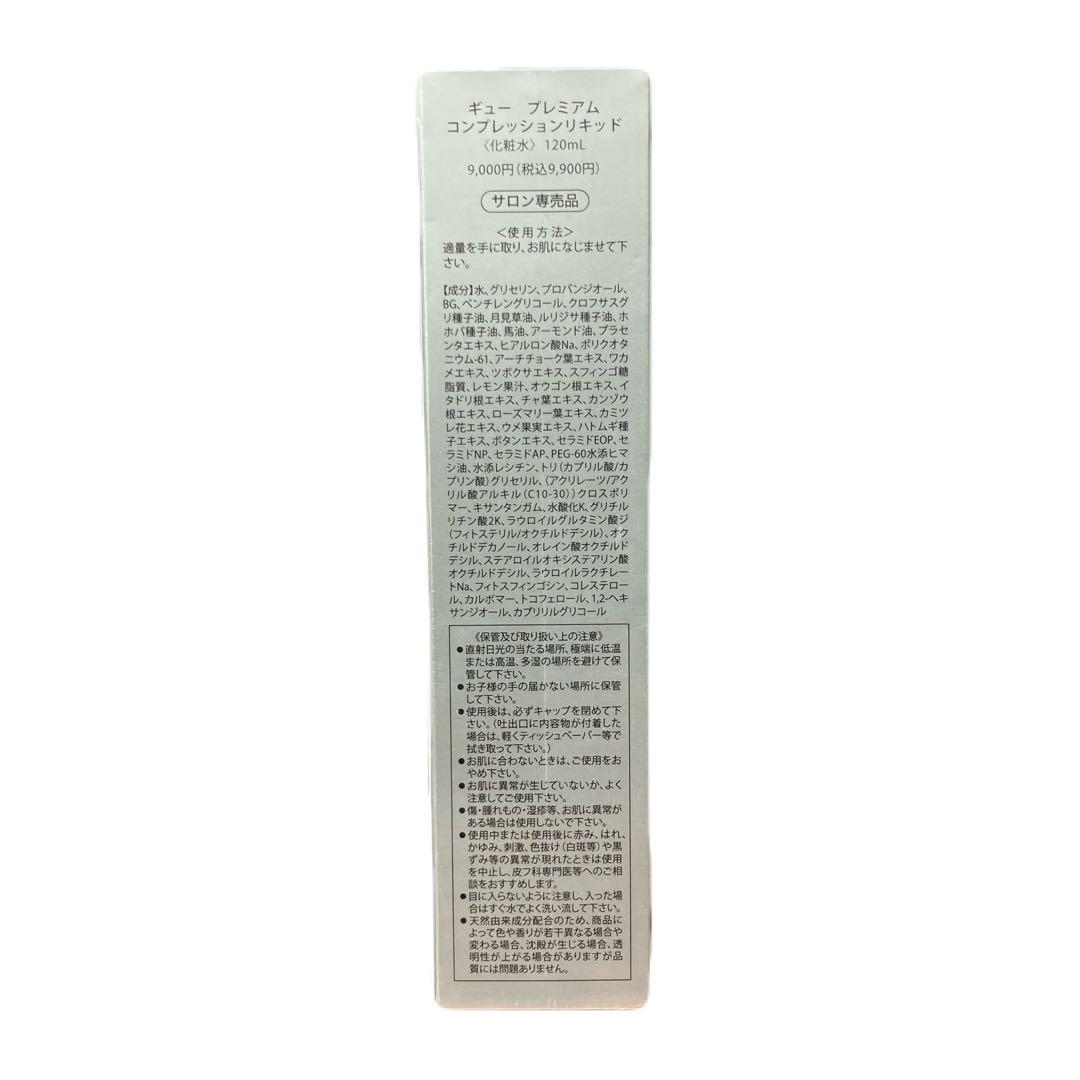 ギュー　プレミアム
コンプレッションリキッド
〈化粧水〉120mL
9,000円（税込9,900円）
サロン専売品
＜使用方法＞
適量を手に取り、お肌になじませて下
さい。
【成分】水、グリセリン、プロパンジオール、
BG、ペンチレングリコール、クロフサスグ
リ種子油、月見草油、ルリジサ種子油、ホ
ホバ種子油、馬油、アーモンド油、プラセ
ンタエキス、ヒアルロン酸Na、ポリクオタ
ニウム-61、アーチチョーク葉エキス、ワカ
メエキス、ツボクサエキス、スフィンゴ糖
脂質、レモン果汁、オウゴン根エキス、イ
タドリ根エキス、チャ葉エキス、カンゾウ
根エキス、ローズマリー葉エキス、カミツ
レ花エキス、ウメ果実エキス、ハトムギ種
子エキス、ボタンエキス、セラミドEOP、セ
ラミドNP、セラミドAP、PEG-60水添ヒマ
シ油、水添レシチン、トリ（カプリル酸/カ
プリン酸）グリセリル、（アクリレーツ/アク
リル酸アルキル（C10-30））クロスポリ
マー、キサンタンガム、水酸化K、グリチル
リチン酸2K、ラウロイルグルタミン酸ジ
（フィトステリル/オクチルドデシル）、オク
チルドデカノール、オレイン酸オクチルド
デシル、ステアロイルオキシステアリン酸
オクチルドデシル、ラウロイルラクチレー
トNa、フィトスフィンゴシン、コレステロー
ル、カルボマー、トコフェロール、1,2-ヘキ
サンジオール、カプリリルグリコール
《保管及び取り扱い上の注意》
●直射日光の当たる場所、極端に低温
または高温、多湿の場所を避けて保
管して下さい。
●お子様の手の届かない場所に保管
して下さい。
●使用後は、必ずキャップを閉めて下
さい。（吐出口に内容物が付着した
場合は、軽くティッシュペーパー等で
拭き取って下さい。）
●お肌に合わないときは、ご使用をお
やめ下さい。
●お肌に異常が生じていないか、よく
注意してご使用下さい。
●傷・腫れもの・湿疹等、お肌に異常が
ある場合は使用しないで下さい。
●使用中または使用後に赤み、はれ、
かゆみ、刺激、色抜け（白斑等）や黒
ずみ等の異常が現れたときは使用
を中止し、皮フ科専門医等へのご相
談をおすすめします。
●目に入らないように注意し、入った場
合はすぐ水でよく洗い流して下さい。
●天然由来成分配合のため、商品に
よって色や香りが若干異なる場合や
変わる場合、沈殿が生じる場合、透
明性が上がる場合がありますが品
質には問題ありません。